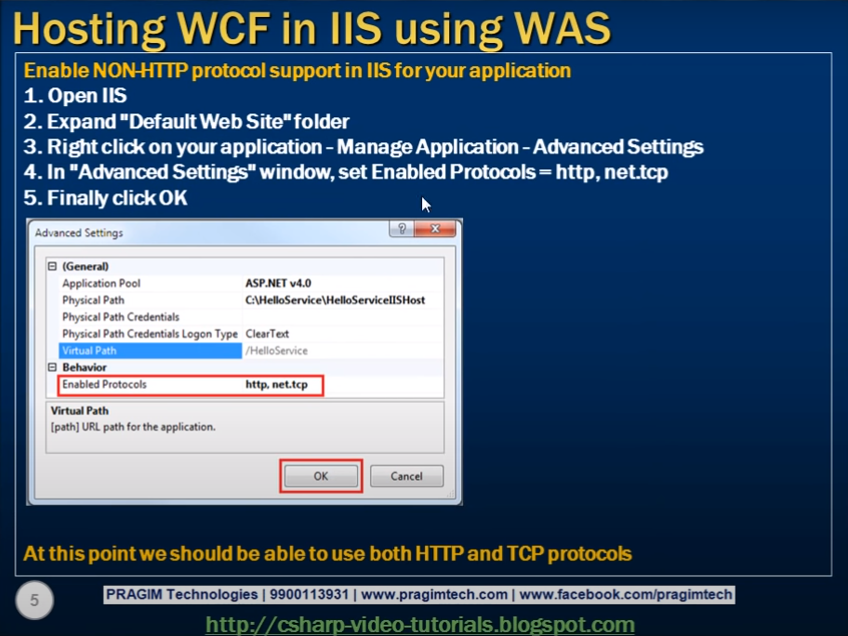 Hosting WCF in IIS using WAS
Enable NON-HTTP protocol support in IIS for your application
1. Open IIS
2. Expand "Default Web Site" folder
3. Right click on your application - Manage Application - Advanced Settings
4. In "Advanced Settings" window, set Enabled Protocols = http, net.tcp
5. Finally click OK
Advanced Settings
(General)
Application Pool ASP.NET v4.0
Physical Path C:\HelloService\HelloServiceIISHost
Physical Path Credentials
Physical Path Credentials Logon Type ClearText
Virtual Path /HelloService
Behavior
Enabled Protocols http, net.tcp
Virtual Path
[path] URL path for the application.
OK Cancel
At this point we should be able to use both HTTP and TCP protocols
5
PRAGIM Technologies | 9900113931 | www.pragimtech.com | www.facebook.com/pragimtech
http://csharp-video-tutorials.blogspot.com